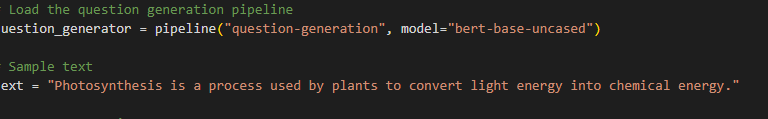 Load the question generation pipeline
uestion_generator = pipeline("question-generation", model="bert-base-uncased")
Sample text
ext = "Photosynthesis is a process used by plants to convert light energy into chemical energy."